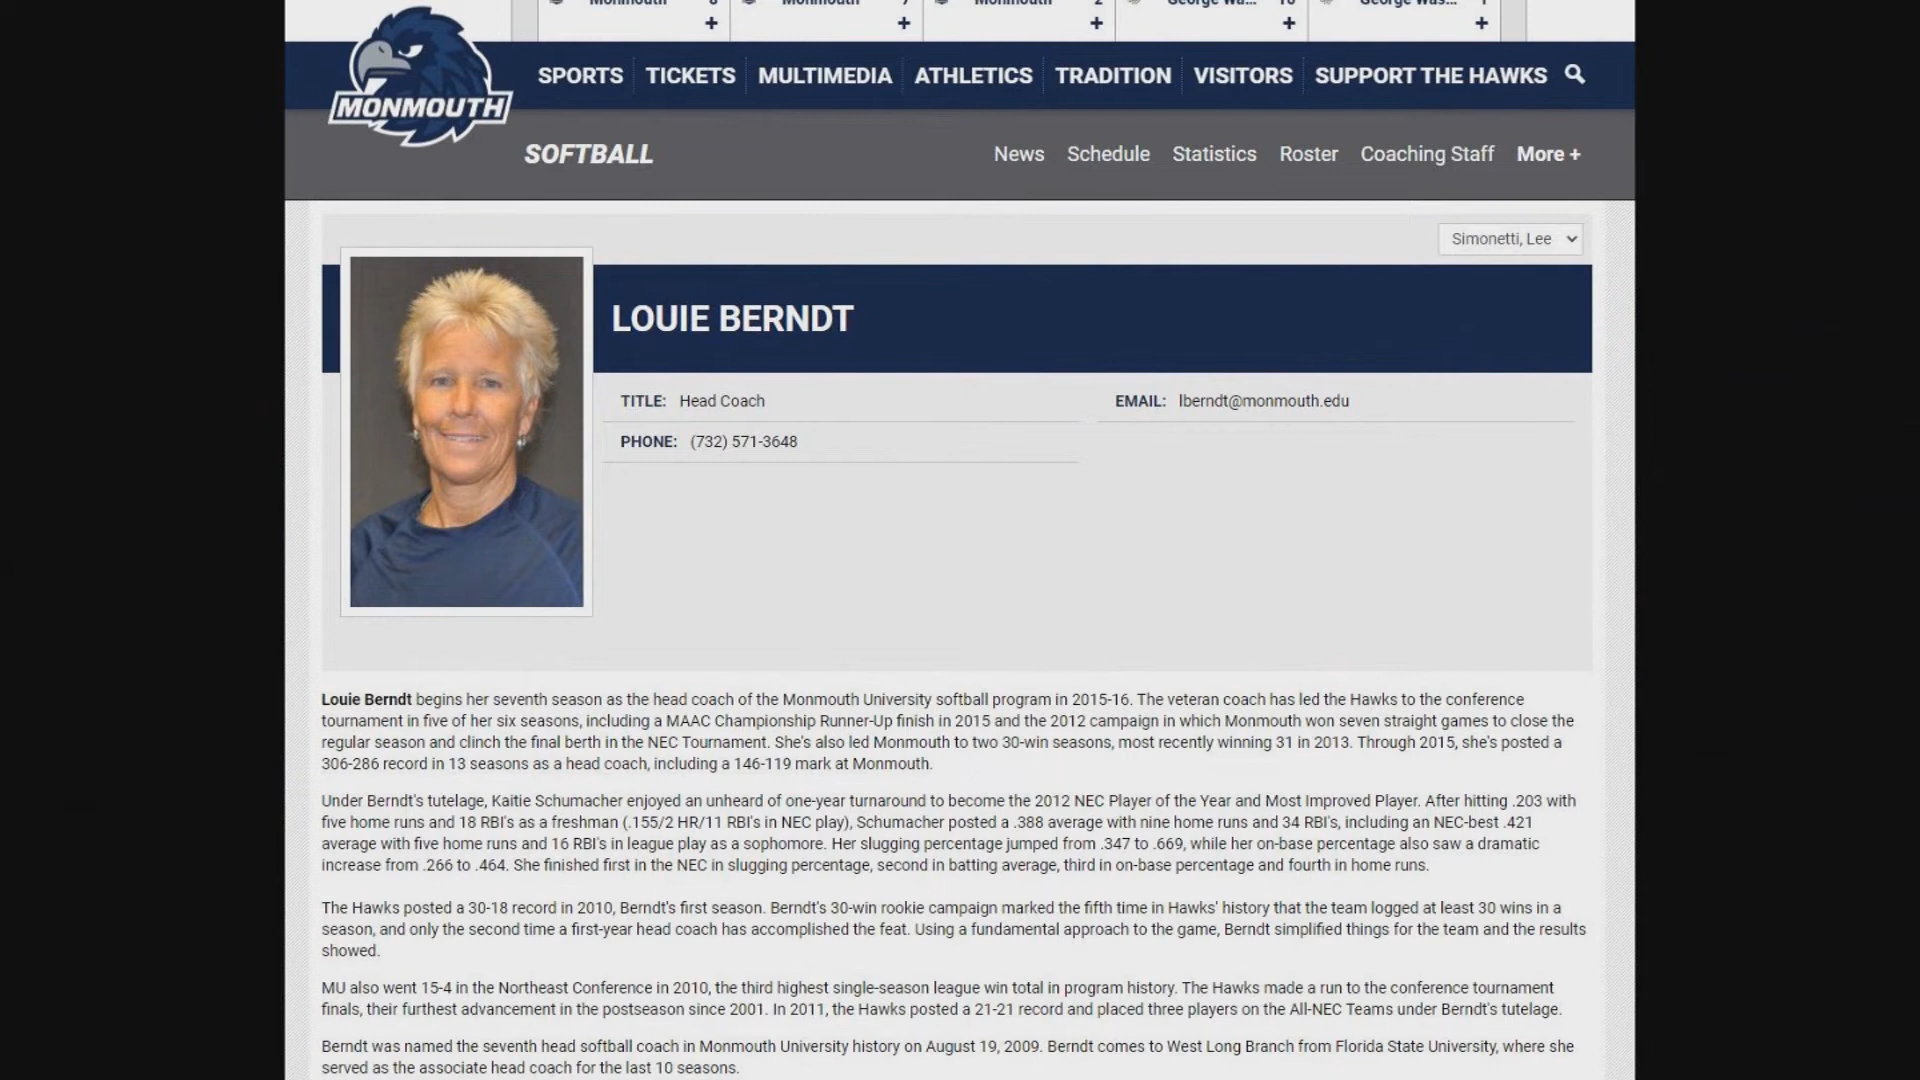 Monmouth 8 Monmouth 7 Monmouth 2 George Wa... 10 George Was... 1
+ + + + +
MONMOUTH
SPORTS TICKETS MULTIMEDIA ATHLETICS TRADITION VISITORS SUPPORT THE HAWKS
SOFTBALL News Schedule Statistics Roster Coaching Staff More +
Simonetti, Lee
LOUIE BERNDT
TITLE: Head Coach EMAIL: lberndt@monmouth.edu
PHONE: (732) 571-3648
Louie Berndt begins her seventh season as the head coach of the Monmouth University softball program in 2015-16. The veteran coach has led the Hawks to the conference
tournament in five of her six seasons, including a MAAC Championship Runner-Up finish in 2015 and the 2012 campaign in which Monmouth won seven straight games to close the
regular season and clinch the final berth in the NEC Tournament. She's also led Monmouth to two 30-win seasons, most recently winning 31 in 2013. Through 2015, she's posted a
306-286 record in 13 seasons as a head coach, including a 146-119 mark at Monmouth.
Under Berndt's tutelage, Kaitie Schumacher enjoyed an unheard of one-year turnaround to become the 2012 NEC Player of the Year and Most Improved Player. After hitting .203 with
five home runs and 18 RBI's as a freshman (.155/2 HR/11 RBI's in NEC play), Schumacher posted a .388 average with nine home runs and 34 RBI's, including an NEC-best .421
average with five home runs and 16 RBI's in league play as a sophomore. Her slugging percentage jumped from .347 to .669, while her on-base percentage also saw a dramatic
increase from .266 to .464. She finished first in the NEC in slugging percentage, second in batting average, third in on-base percentage and fourth in home runs.
The Hawks posted a 30-18 record in 2010, Berndt's first season. Berndt's 30-win rookie campaign marked the fifth time in Hawks' history that the team logged at least 30 wins in a
season, and only the second time a first-year head coach has accomplished the feat. Using a fundamental approach to the game, Berndt simplified things for the team and the results
showed.
MU also went 15-4 in the Northeast Conference in 2010, the third highest single-season league win total in program history. The Hawks made a run to the conference tournament
finals, their furthest advancement in the postseason since 2001. In 2011, the Hawks posted a 21-21 record and placed three players on the All-NEC Teams under Berndt's tutelage.
Berndt was named the seventh head softball coach in Monmouth University history on August 19, 2009. Berndt comes to West Long Branch from Florida State University, where she
served as the associate head coach for the last 10 seasons.